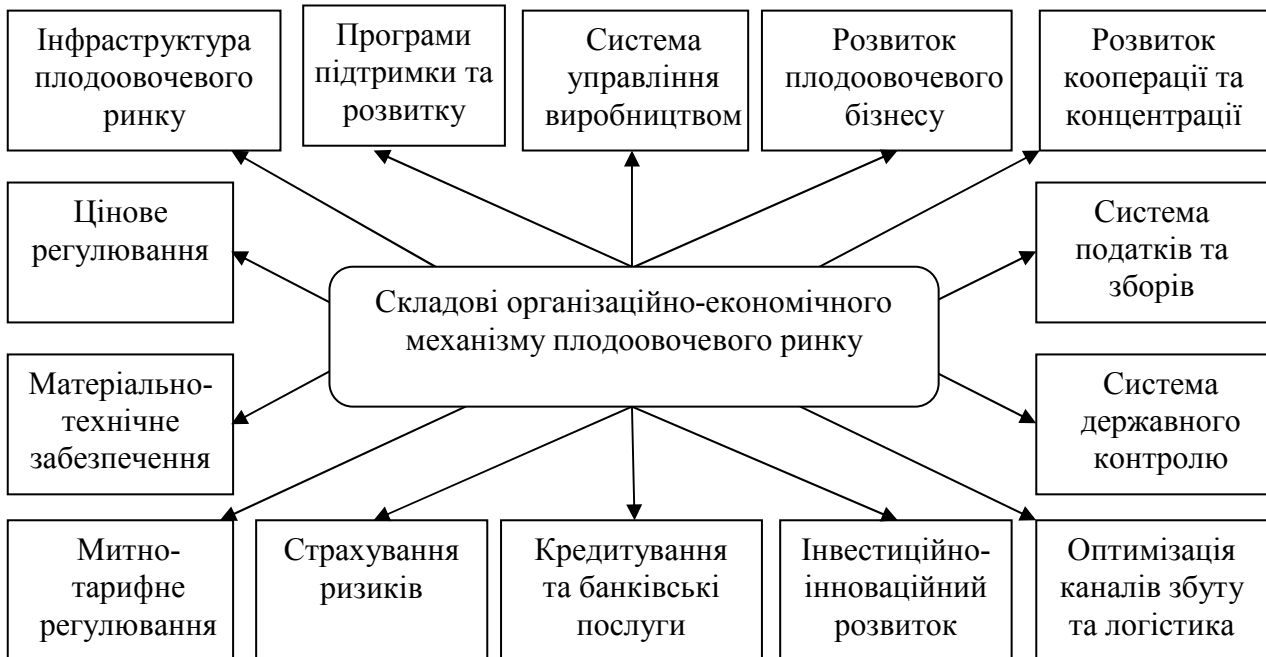 Інфраструктура
плодоовочевого
ринку
Програми
підтримки та
розвитку
Система
управління
виробництвом
Розвиток
плодоовочевого
бізнесу
Розвиток
кооперації та
концентрації
Цінове
регулювання
Система
податків та
зборів
Складові організаційно-економічного
механізму плодоовочевого ринку
Матеріально-
технічне
забезпечення
Система
державного
контролю
Митно-
тарифне
регулювання
Страхування
ризиків
Кредитування
та банківські
послуги
Інвестиційно-
інноваційний
розвиток
Оптимізація
каналів збуту
та логістика